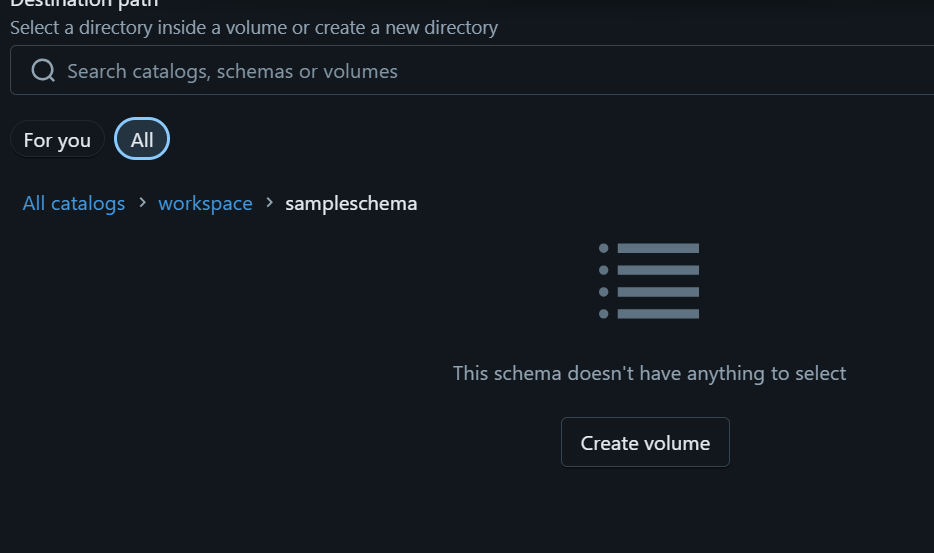 Destination path
Select a directory inside a volume or create a new directory
Search catalogs, schemas or volumes
For you All
All catalogs > workspace > sampleschema
This schema doesn't have anything to select
Create volume